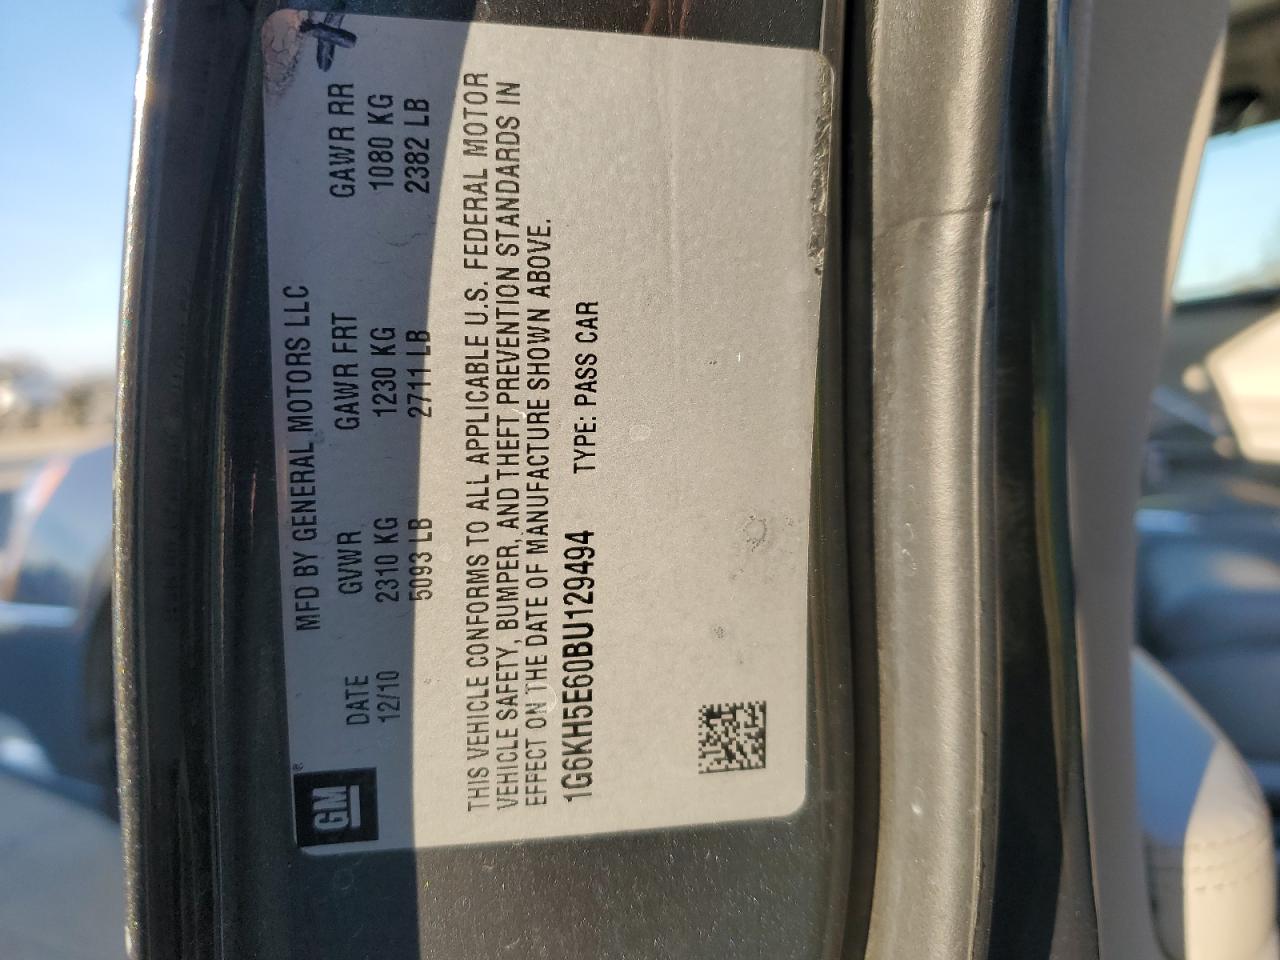 MFD BY GENERAL MOTORS LLC
GM®
DATE GVWR GAWR FRT GAWR RR
12/10 2310 KG 1230 KG 1080 KG
5093 LB 2711 LB 2382 LB
THIS VEHICLE CONFORMS TO ALL APPLICABLE U.S. FEDERAL MOTOR
VEHICLE SAFETY, BUMPER, AND THEFT PREVENTION STANDARDS IN
EFFECT ON THE DATE OF MANUFACTURE SHOWN ABOVE.
1G6KH5E60BU129494 TYPE: PASS CAR